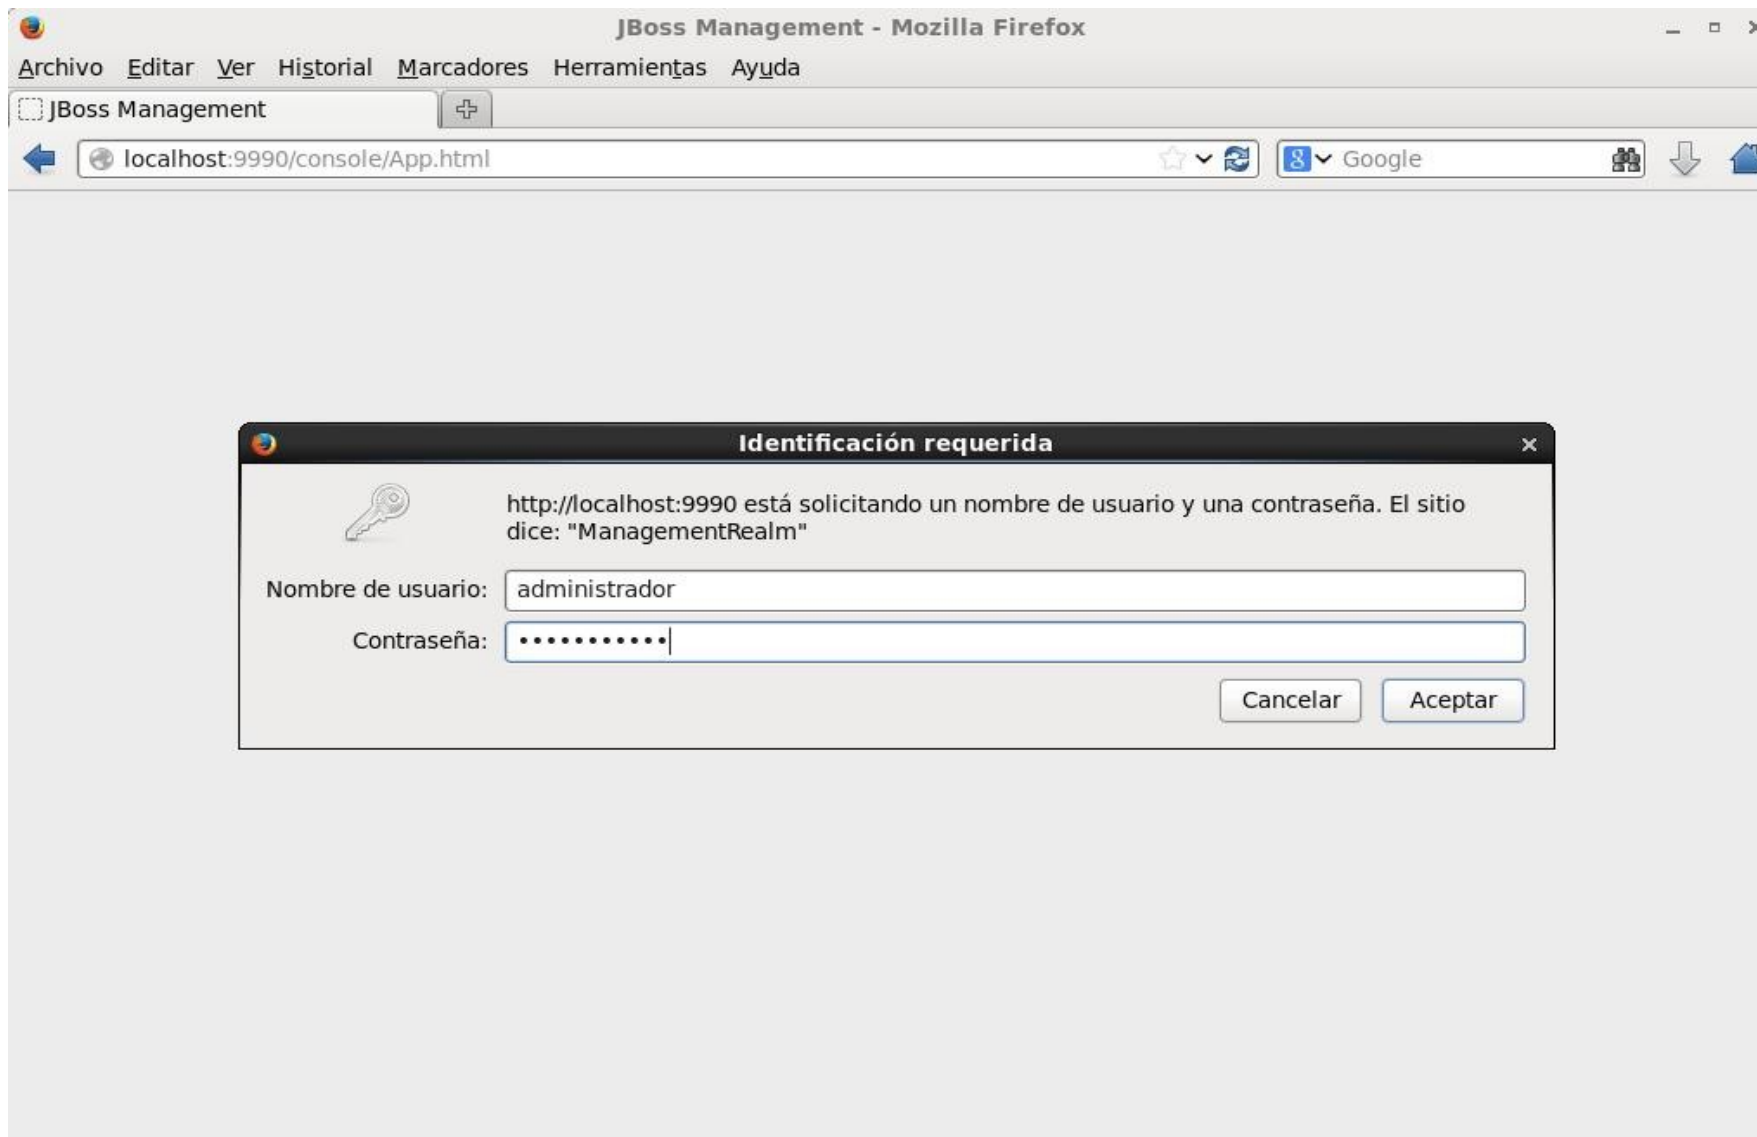 JBoss Management - Mozilla Firefox
Archivo Editar Ver Historial Marcadores Herramientas Ayuda
JBoss Management
localhost:9990/console/App.html
8 Google
Identificación requerida
http://localhost:9990 está solicitando un nombre de usuario y una contraseña. El sitio
dice: "ManagementRealm"
Nombre de usuario: administrador
Contraseña: •••••••••••
Cancelar Aceptar